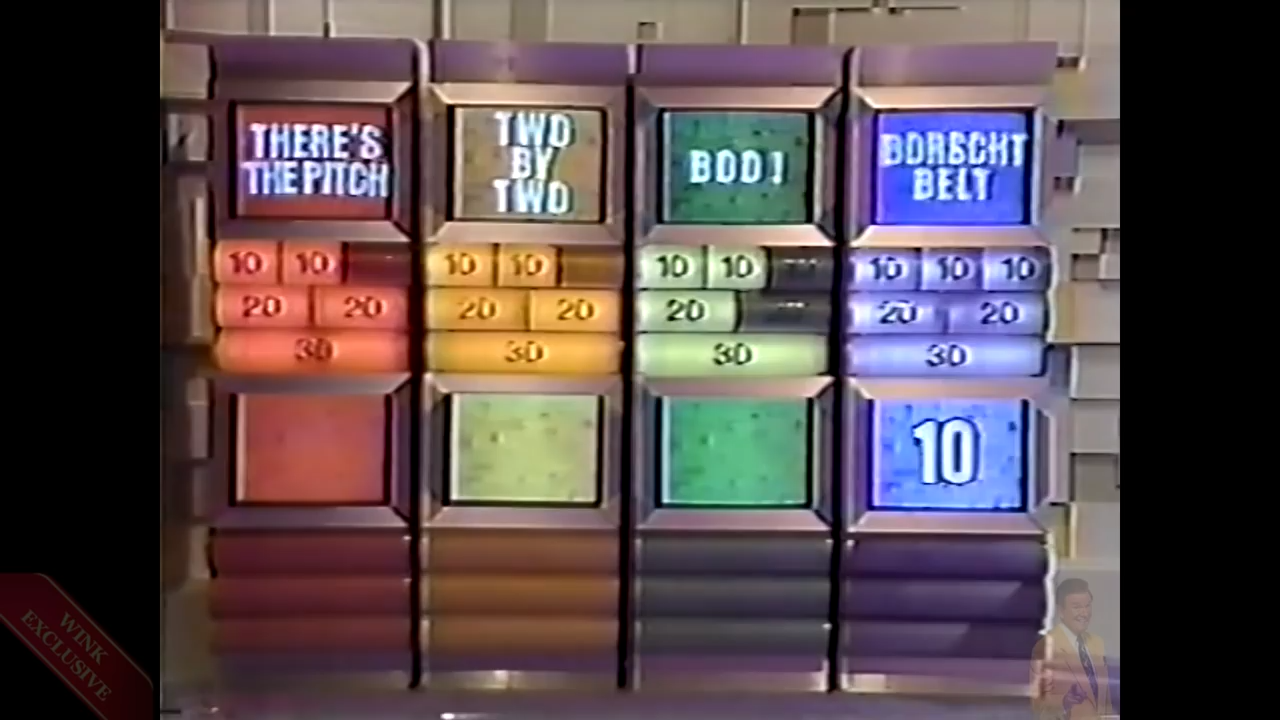 THERE'S
THE PITCH
TWO
BY
TWO
BOO!
BORSCHT
BELT
10 10
10 10
10 10
10 10 10
20 20
20 20
20
20 20
30
30
30
30
10
WINK
EXCLUSIVE